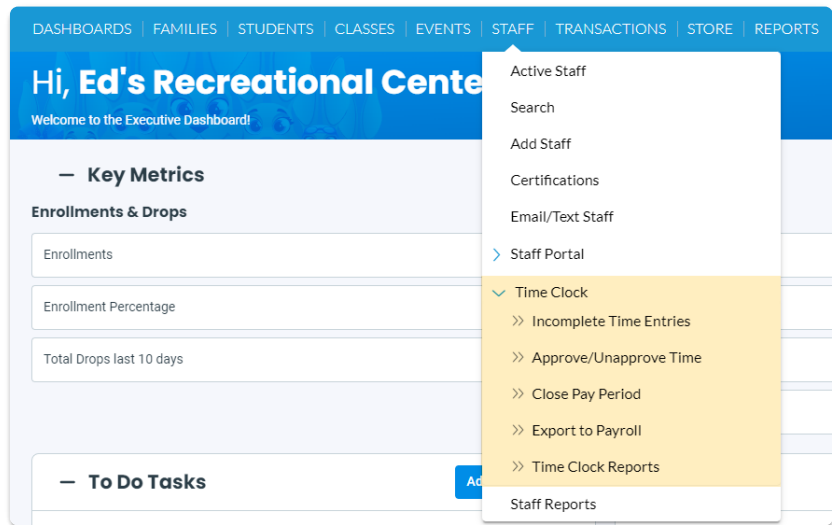 DASHBOARDS | FAMILIES | STUDENTS | CLASSES | EVENTS | STAFF | TRANSACTIONS | STORE | REPORTS
Hi, Ed's Recreational Cente
Welcome to the Executive Dashboard!
Active Staff
Search
Add Staff
Certifications
Email/Text Staff
Staff Portal
Time Clock
Incomplete Time Entries
Approve/Unapprove Time
Close Pay Period
Export to Payroll
Time Clock Reports
Staff Reports
Key Metrics
Enrollments & Drops
Enrollments
Enrollment Percentage
Total Drops last 10 days
To Do Tasks
Ad